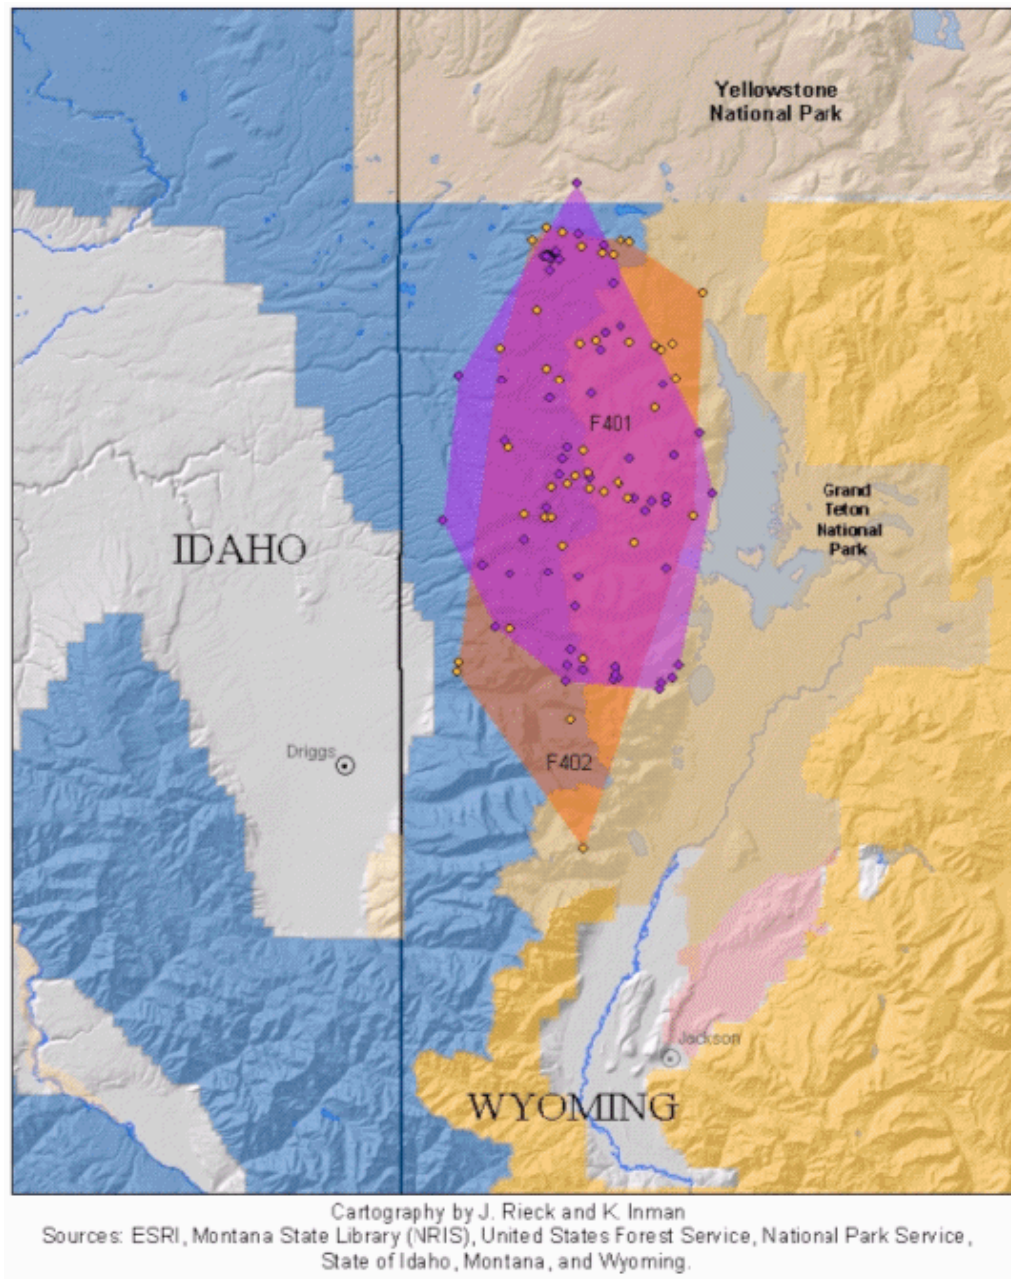 Yellowstone
National Park
F401
Grand
Teton
National
Park
IDAHO
Driggs
F402
Jackson
WYOMING
Cartography by J. Rieck and K. Inman
Sources: ESRI, Montana State Library (NRIS), United States Forest Service, National Park Service,
State of Idaho, Montana, and Wyoming.